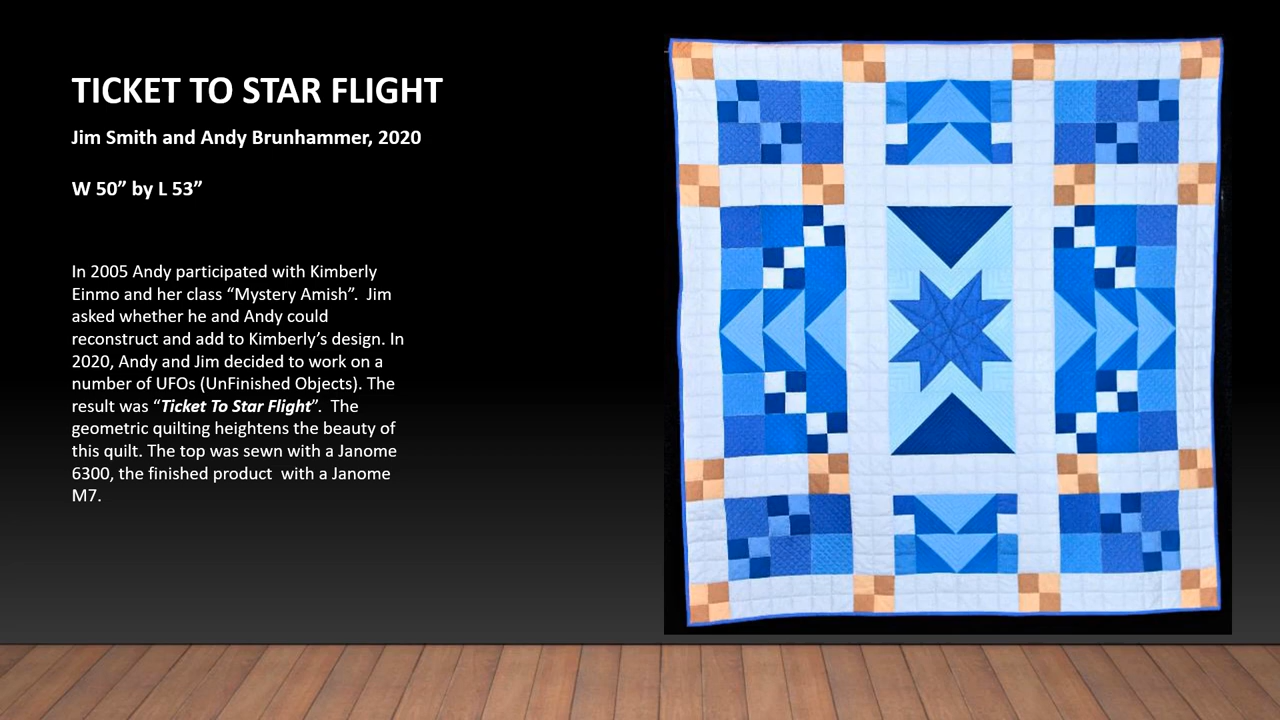 TICKET TO STAR FLIGHT
Jim Smith and Andy Brunhammer, 2020
W 50” by L 53”
In 2005 Andy participated with Kimberly
Einmo and her class “Mystery Amish”.  Jim
asked whether he and Andy could
reconstruct and add to Kimberly’s design. In
2020, Andy and Jim decided to work on a
number of UFOs (UnFinished Objects). The
result was “Ticket To Star Flight”.  The
geometric quilting heightens the beauty of
this quilt. The top was sewn with a Janome
6300, the finished product  with a Janome
M7.